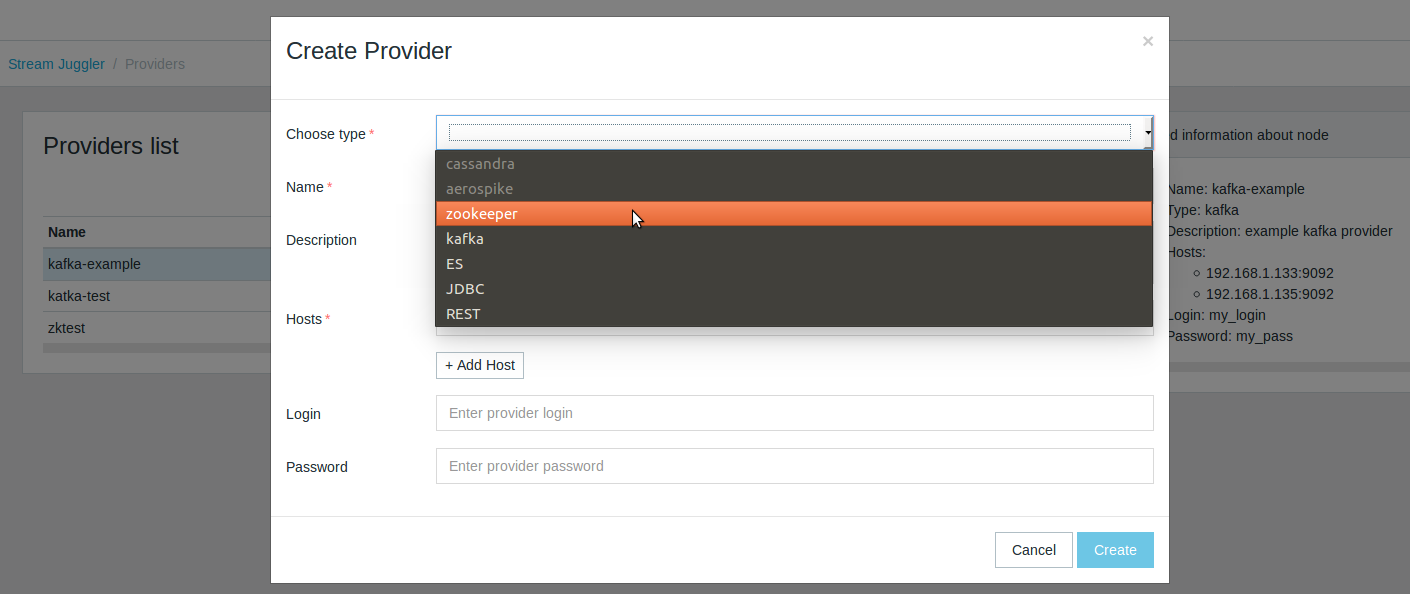 Create Provider
×
Stream Juggler / Providers
Providers list
Name
kafka-example
katka-test
zktest
Choose type *
cassandra
aerospike
zookeeper
kafka
ES
JDBC
REST
Name *
Description
Hosts *
+ Add Host
Login
Enter provider login
Password
Enter provider password
Cancel
Create
d information about node
Name: kafka-example
Type: kafka
Description: example kafka provider
Hosts:
192.168.1.133:9092
192.168.1.135:9092
Login: my_login
Password: my_pass